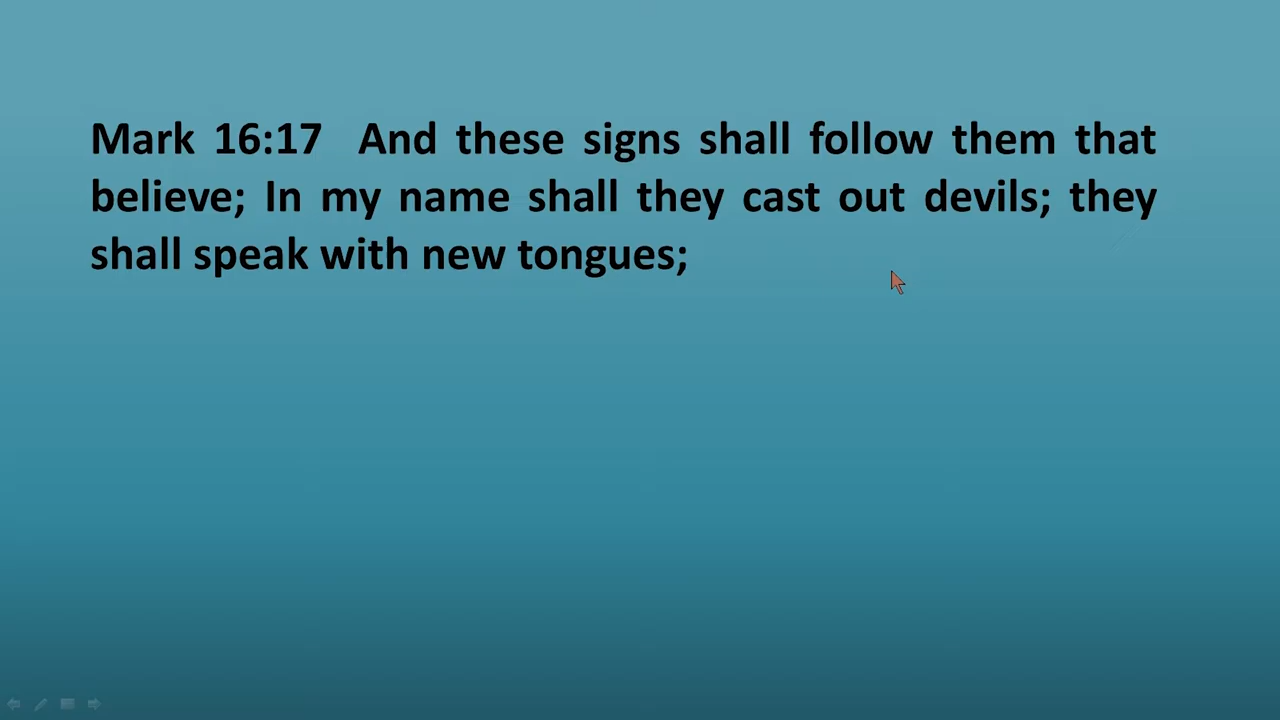 Mark 16:17  And these signs shall follow them that
believe; In my name shall they cast out devils; they
shall speak with new tongues;